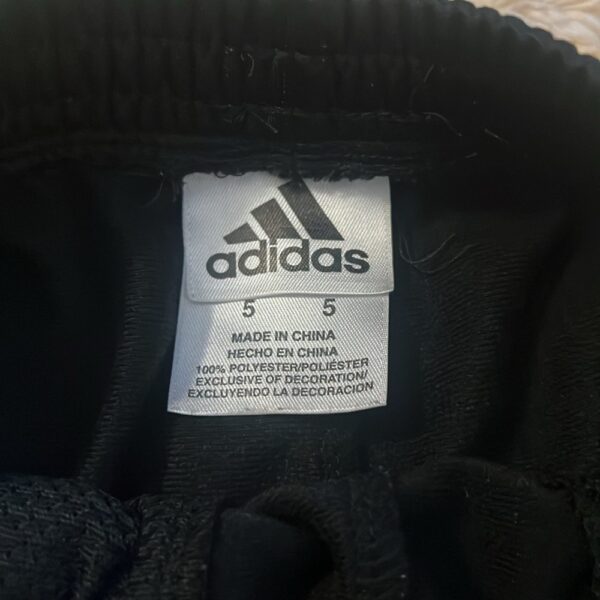 adidas
5 5
MADE IN CHINA
HECHO EN CHINA
100% POLYESTER/POLIÉSTER
EXCLUSIVE OF DECORATION/
EXCLUYENDO LA DECORACION